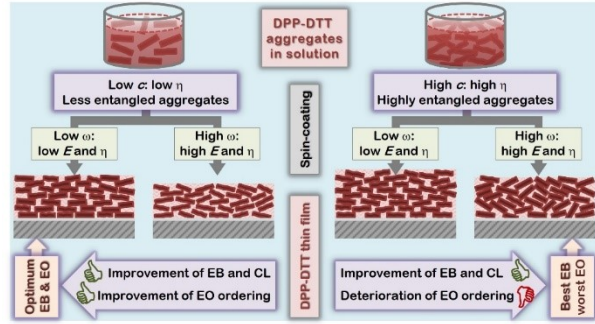 DPP-DTT
aggregates
in solution
Low c: low η
Less entangled aggregates
High c: high η
Highly entangled aggregates
Spin-coating
Low ω:
low E and η
High ω:
high E and η
Low ω:
low E and η
High ω:
high E and η
DPP-DTT thin film
Optimum
EB & EO
Improvement of EB and CL
Improvement of EO ordering
Improvement of EB and CL
Deterioration of EO ordering
Best EB
worst EO